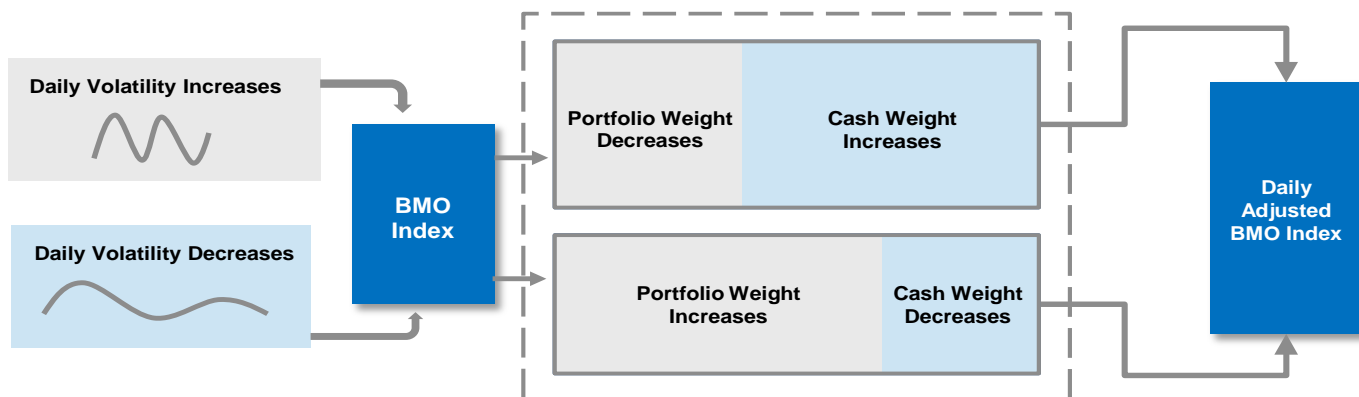 Daily Volatility Increases
Daily Volatility Decreases
BMO
Index
Portfolio Weight
Decreases
Cash Weight
Increases
Portfolio Weight
Increases
Cash Weight
Decreases
Daily
Adjusted
BMO Index